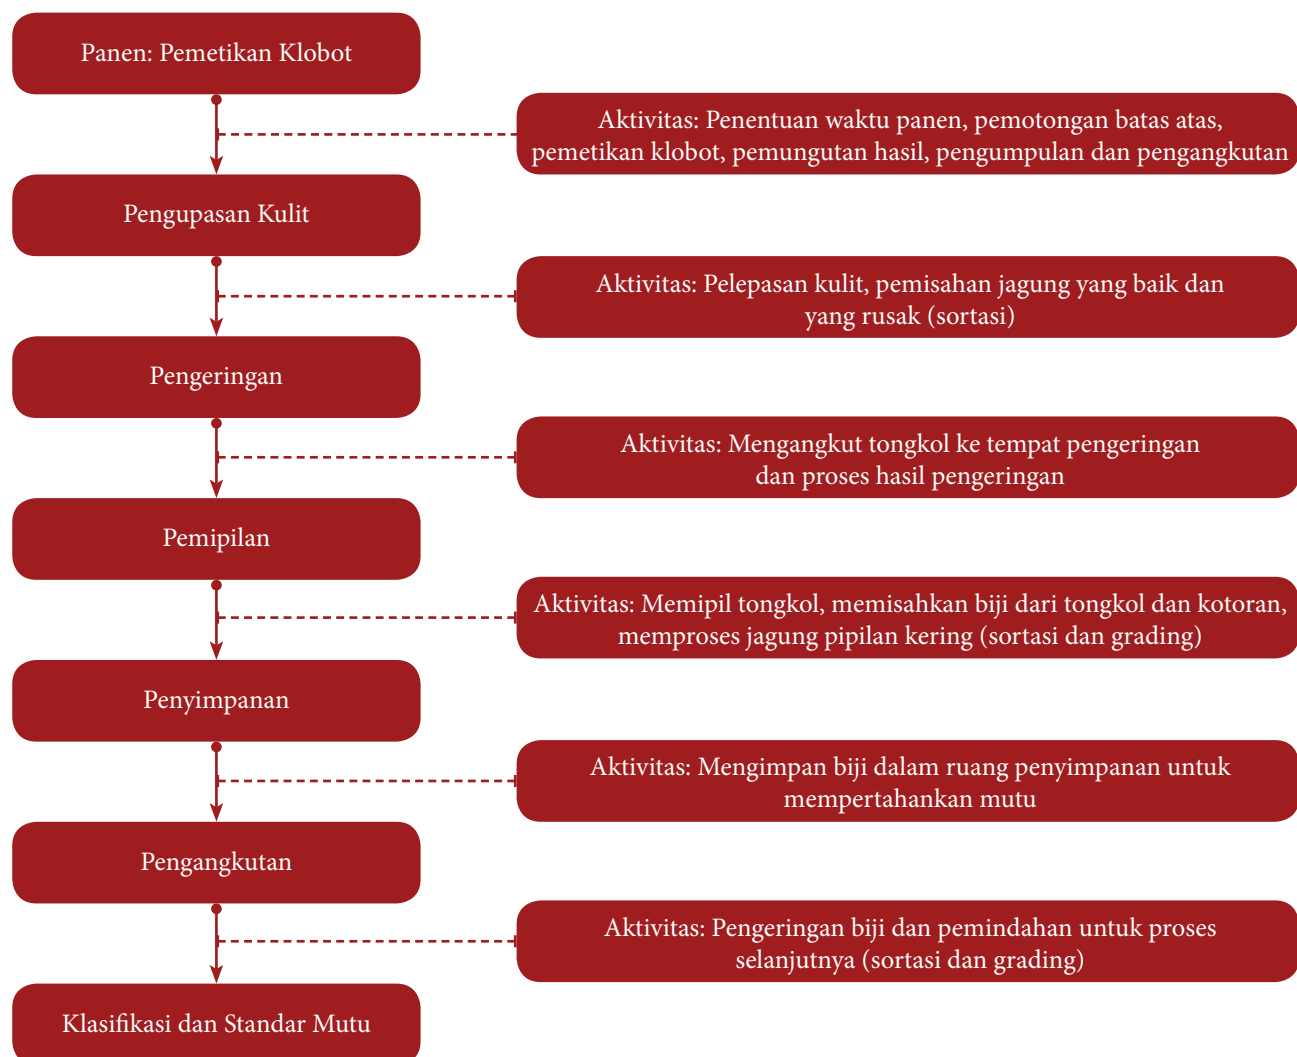 Panen: Pemetikan Klobot
Aktivitas: Penentuan waktu panen, pemotongan batas atas,
pemetikan klobot, pemungutan hasil, pengumpulan dan pengangkutan
Pengupasan Kulit
Aktivitas: Pelepasan kulit, pemisahan jagung yang baik dan
yang rusak (sortasi)
Pengeringan
Aktivitas: Mengangkut tongkol ke tempat pengeringan
dan proses hasil pengeringan
Pemipilan
Aktivitas: Memipil tongkol, memisahkan biji dari tongkol dan kotoran,
memproses jagung pipilan kering (sortasi dan grading)
Penyimpanan
Aktivitas: Mengimpan biji dalam ruang penyimpanan untuk
mempertahankan mutu
Pengangkutan
Aktivitas: Pengeringan biji dan pemindahan untuk proses
selanjutnya (sortasi dan grading)
Klasifikasi dan Standar Mutu